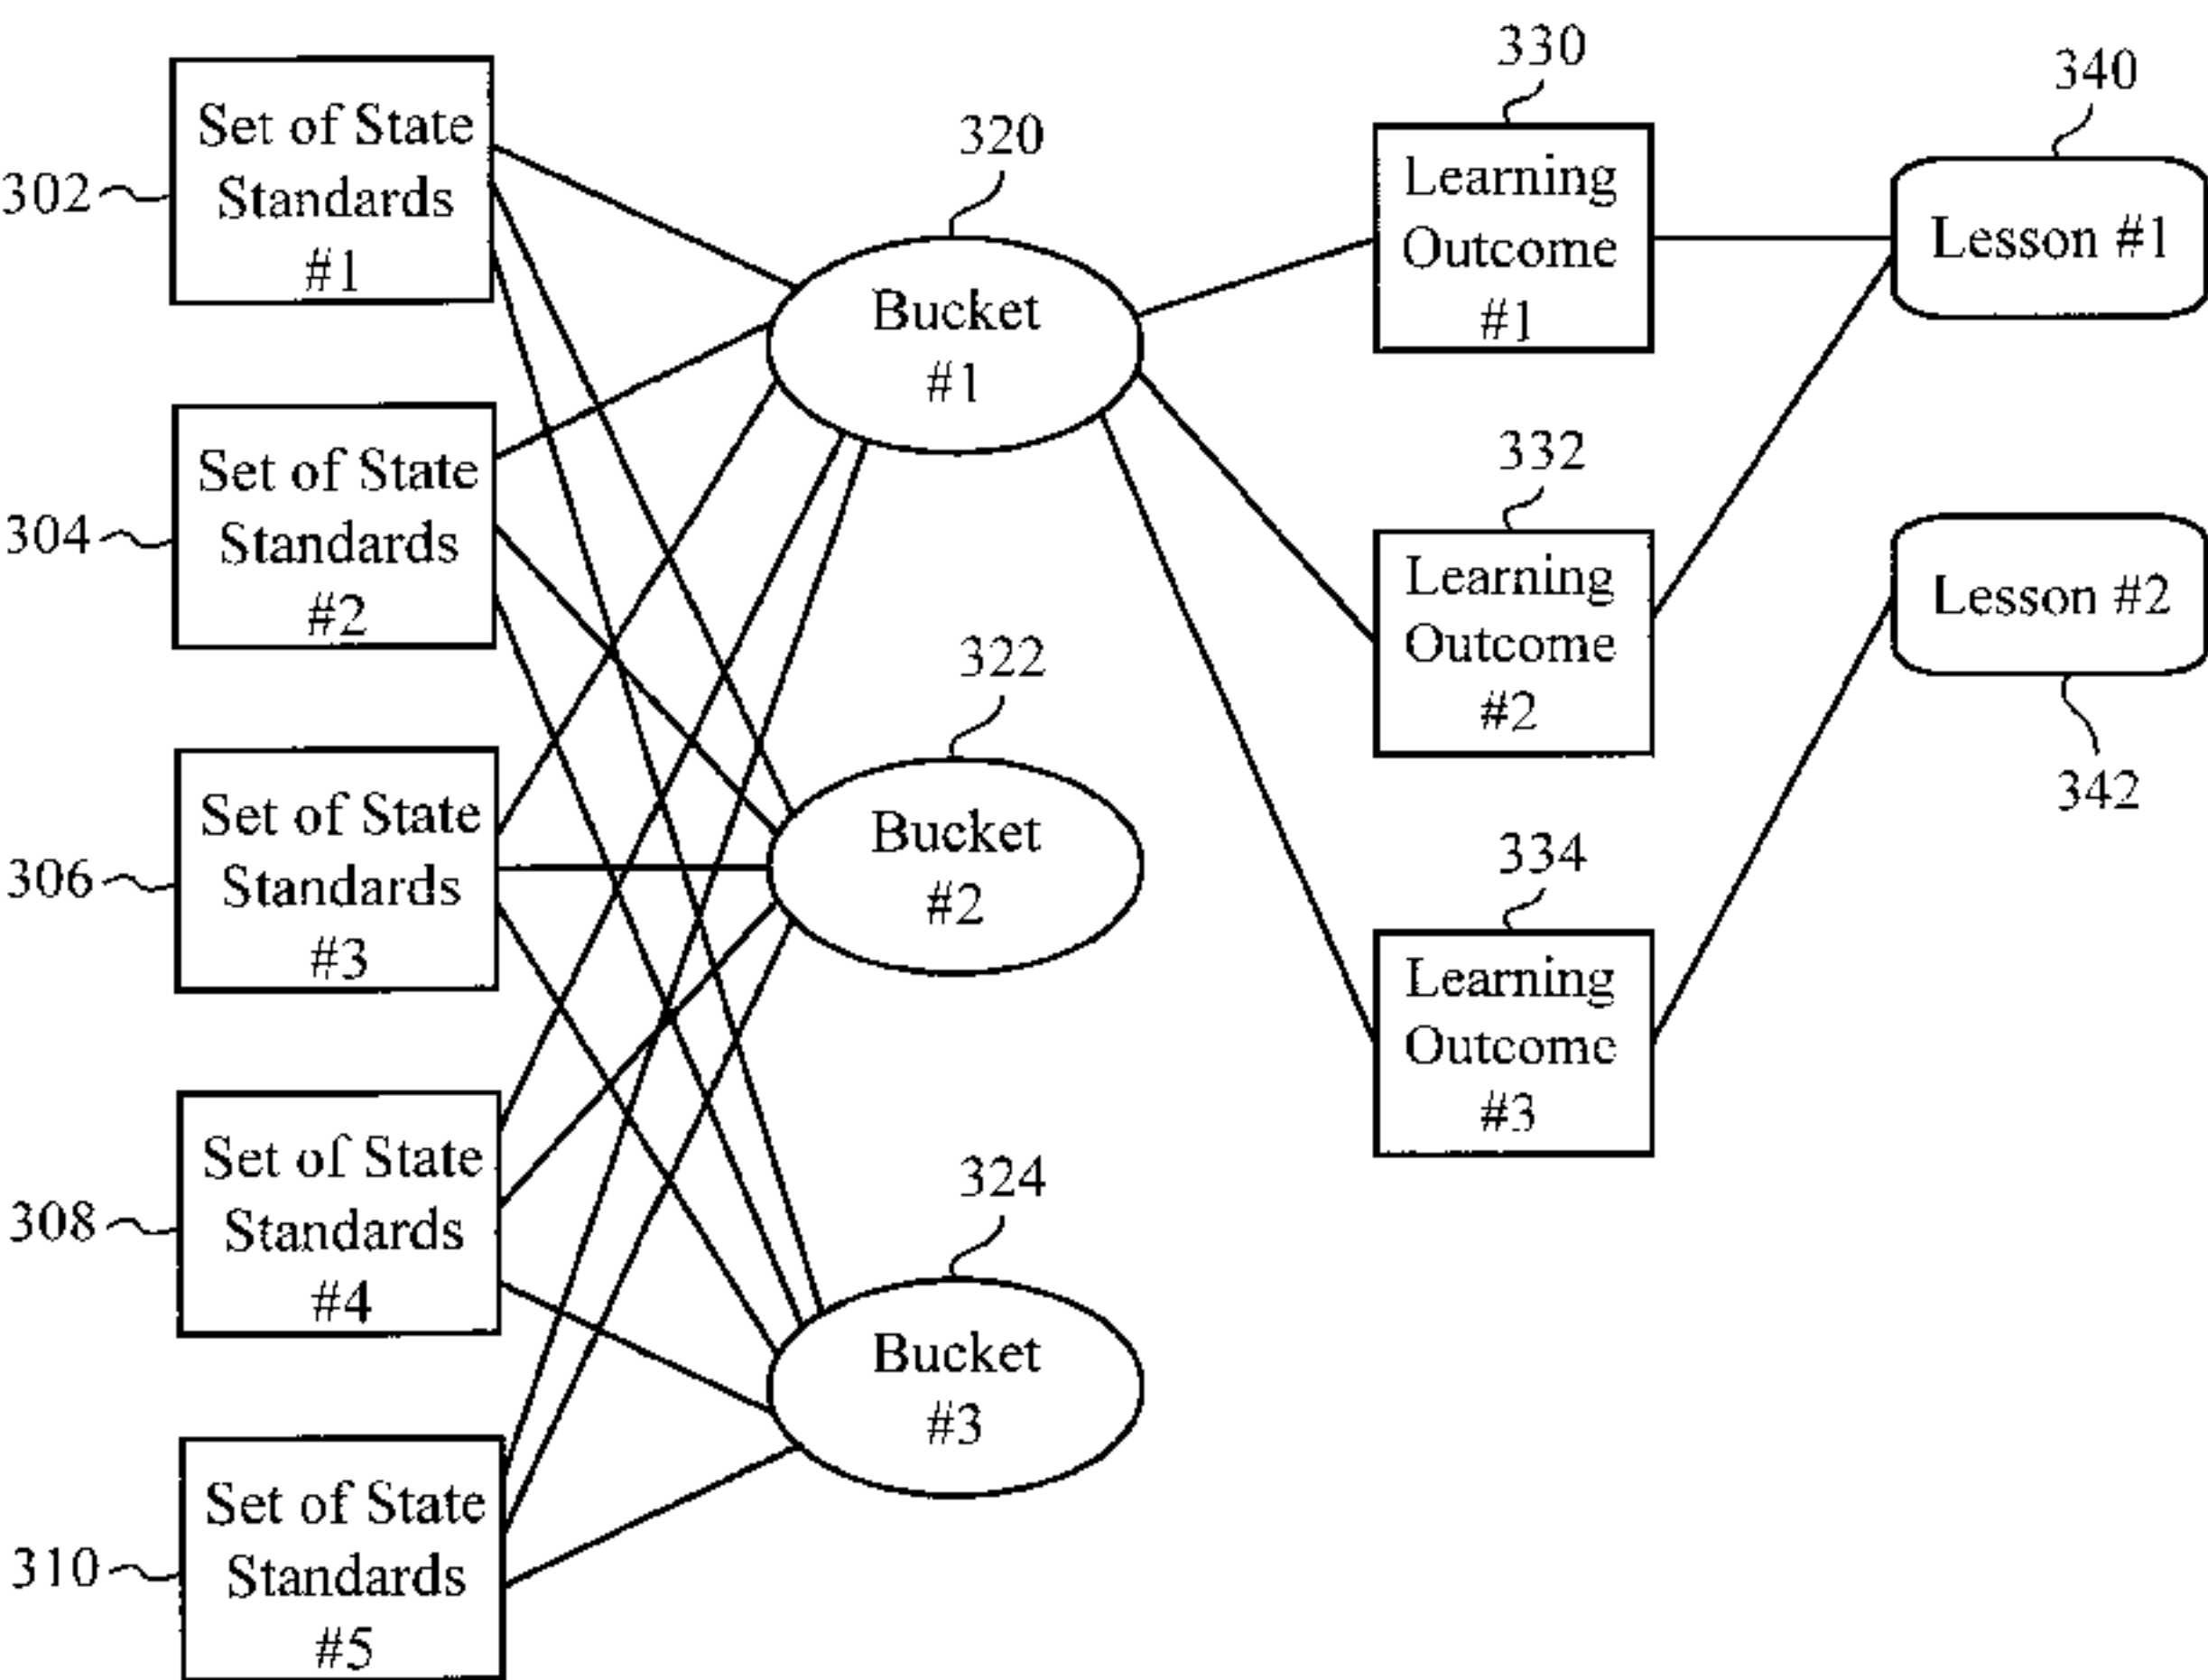 302
Set of State
Standards
#1
304
Set of State
Standards
#2
306
Set of State
Standards
#3
308
Set of State
Standards
#4
310
Set of State
Standards
#5
320
Bucket
#1
322
Bucket
#2
324
Bucket
#3
330
Learning
Outcome
#1
332
Learning
Outcome
#2
334
Learning
Outcome
#3
340
Lesson #1
Lesson #2
342